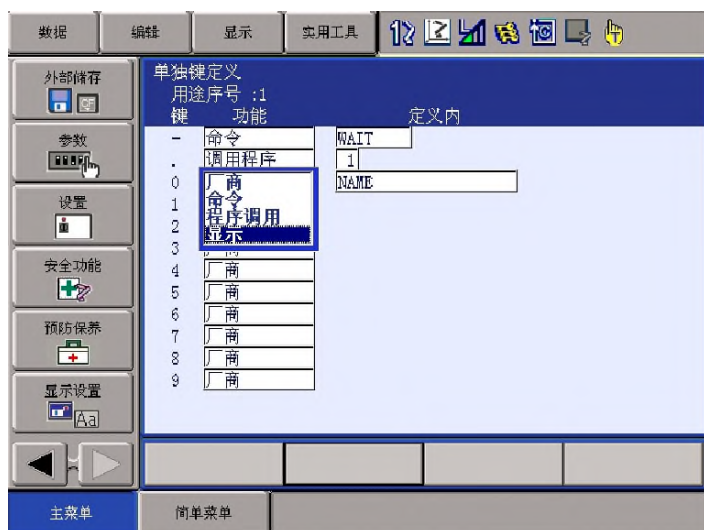 数据 编辑 显示 实用工具
外部储存
参数
设置
安全功能
预防保养
显示设置
Aa
主菜单 简单菜单
单独键定义
用途序号 :1
键 功能 定义内
- 命令 WAIT
. 调用程序 1
0 厂商 NAME
1 命令
2 程序调用
显示
3 厂商
4 厂商
5 厂商
6 厂商
7 厂商
8 厂商
9 厂商